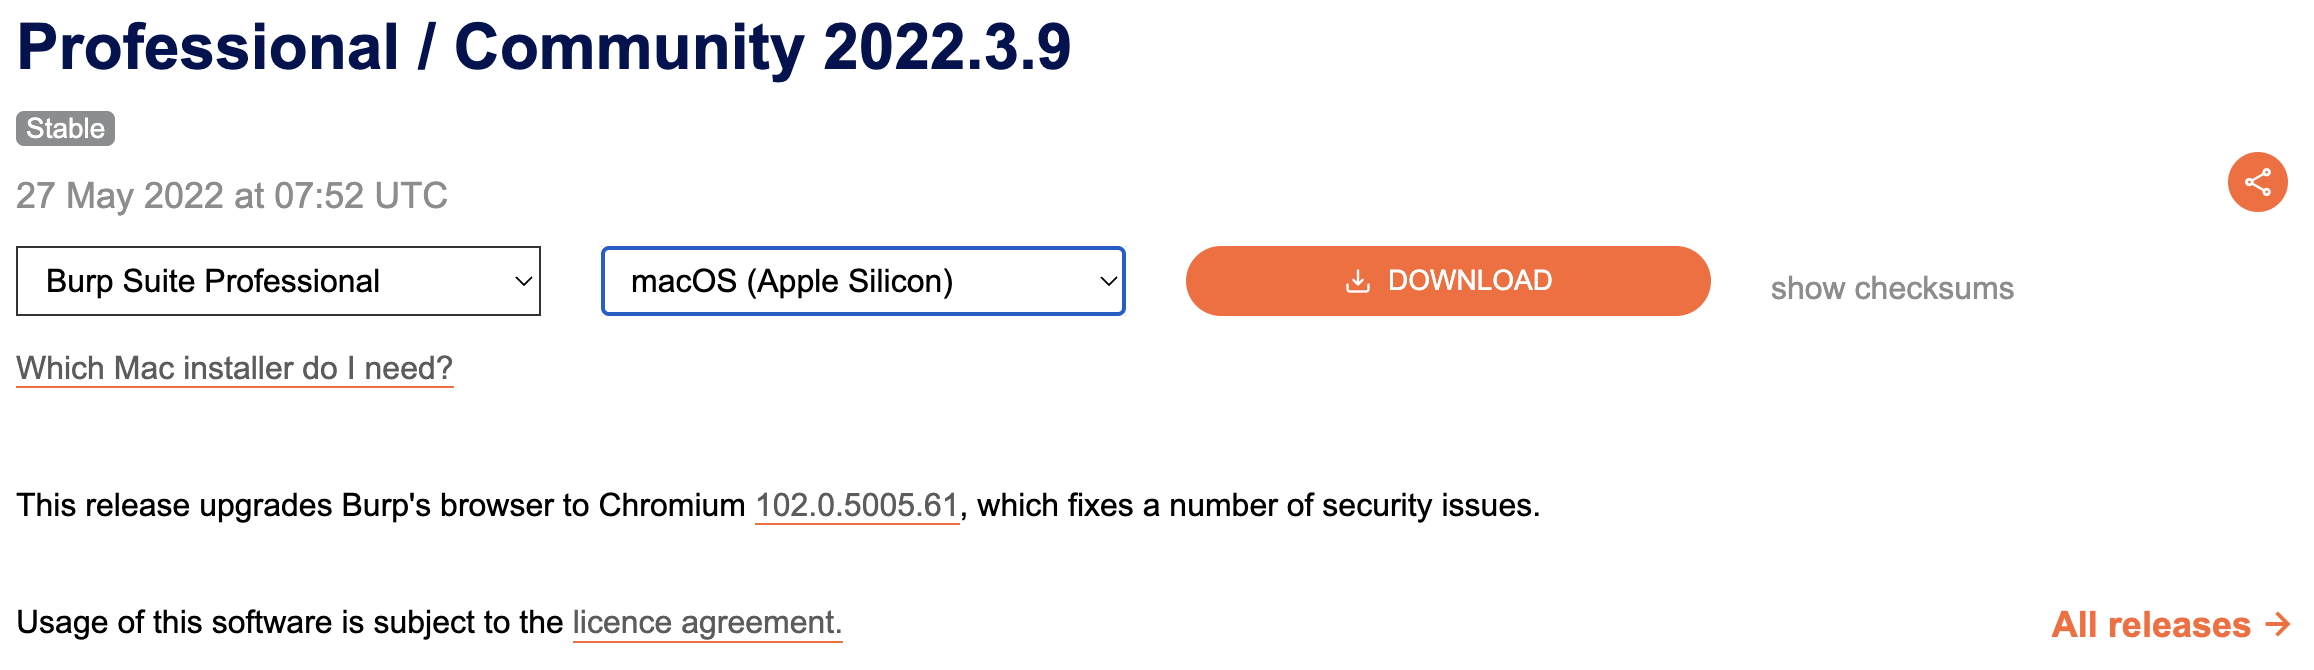 Professional / Community 2022.3.9
Stable
27 May 2022 at 07:52 UTC
Burp Suite Professional
macOS (Apple Silicon)
DOWNLOAD
show checksums
Which Mac installer do I need?
This release upgrades Burp's browser to Chromium 102.0.5005.61, which fixes a number of security issues.
Usage of this software is subject to the licence agreement.
All releases →